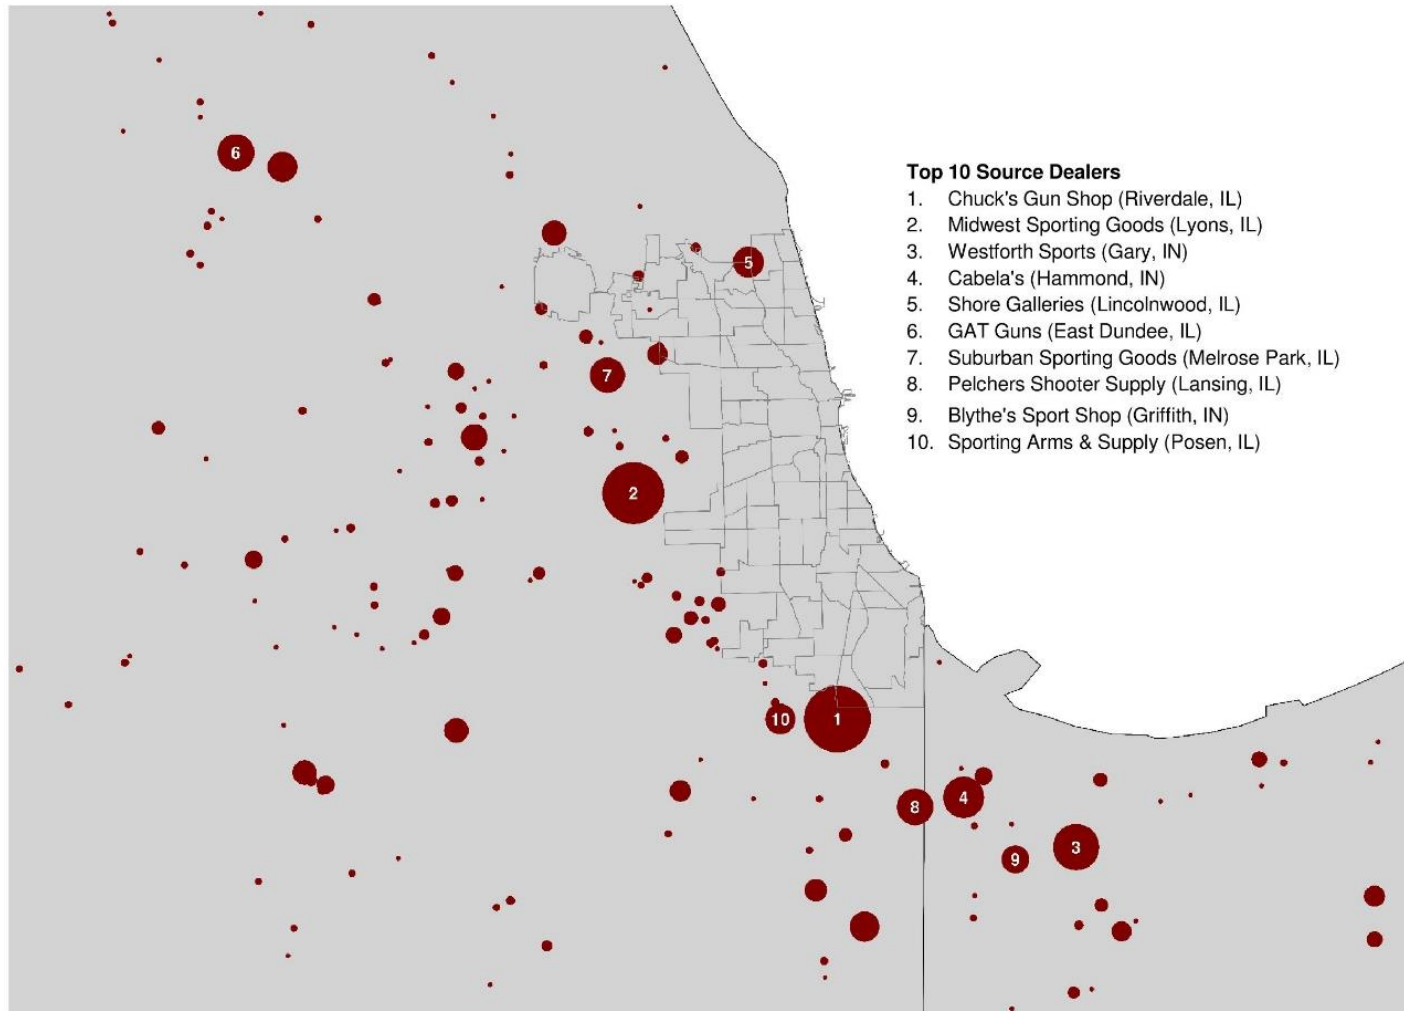 Top 10 Source Dealers
1. Chuck's Gun Shop (Riverdale, IL)
2. Midwest Sporting Goods (Lyons, IL)
3. Westforth Sports (Gary, IN)
4. Cabela's (Hammond, IN)
5. Shore Galleries (Lincolnwood, IL)
6. GAT Guns (East Dundee, IL)
7. Suburban Sporting Goods (Melrose Park, IL)
8. Pelchers Shooter Supply (Lansing, IL)
9. Blythe's Sport Shop (Griffith, IN)
10. Sporting Arms & Supply (Posen, IL)
6
5
7
2
10
1
8
4
9
3